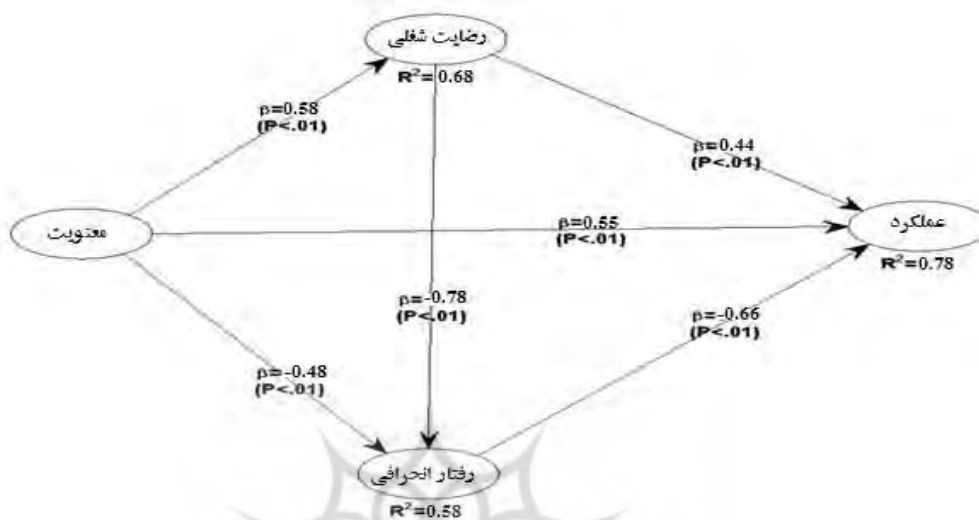 رضایت شغلی
R²=0.68
β=0.58
(P<.01)
β=0.44
(P<.01)
معنویت
β=0.55
(P<.01)
عملکرد
R²=0.78
β=-0.78
(P<.01)
β=-0.66
(P<.01)
β=-0.48
(P<.01)
رفتار انحرافی
R²=0.58